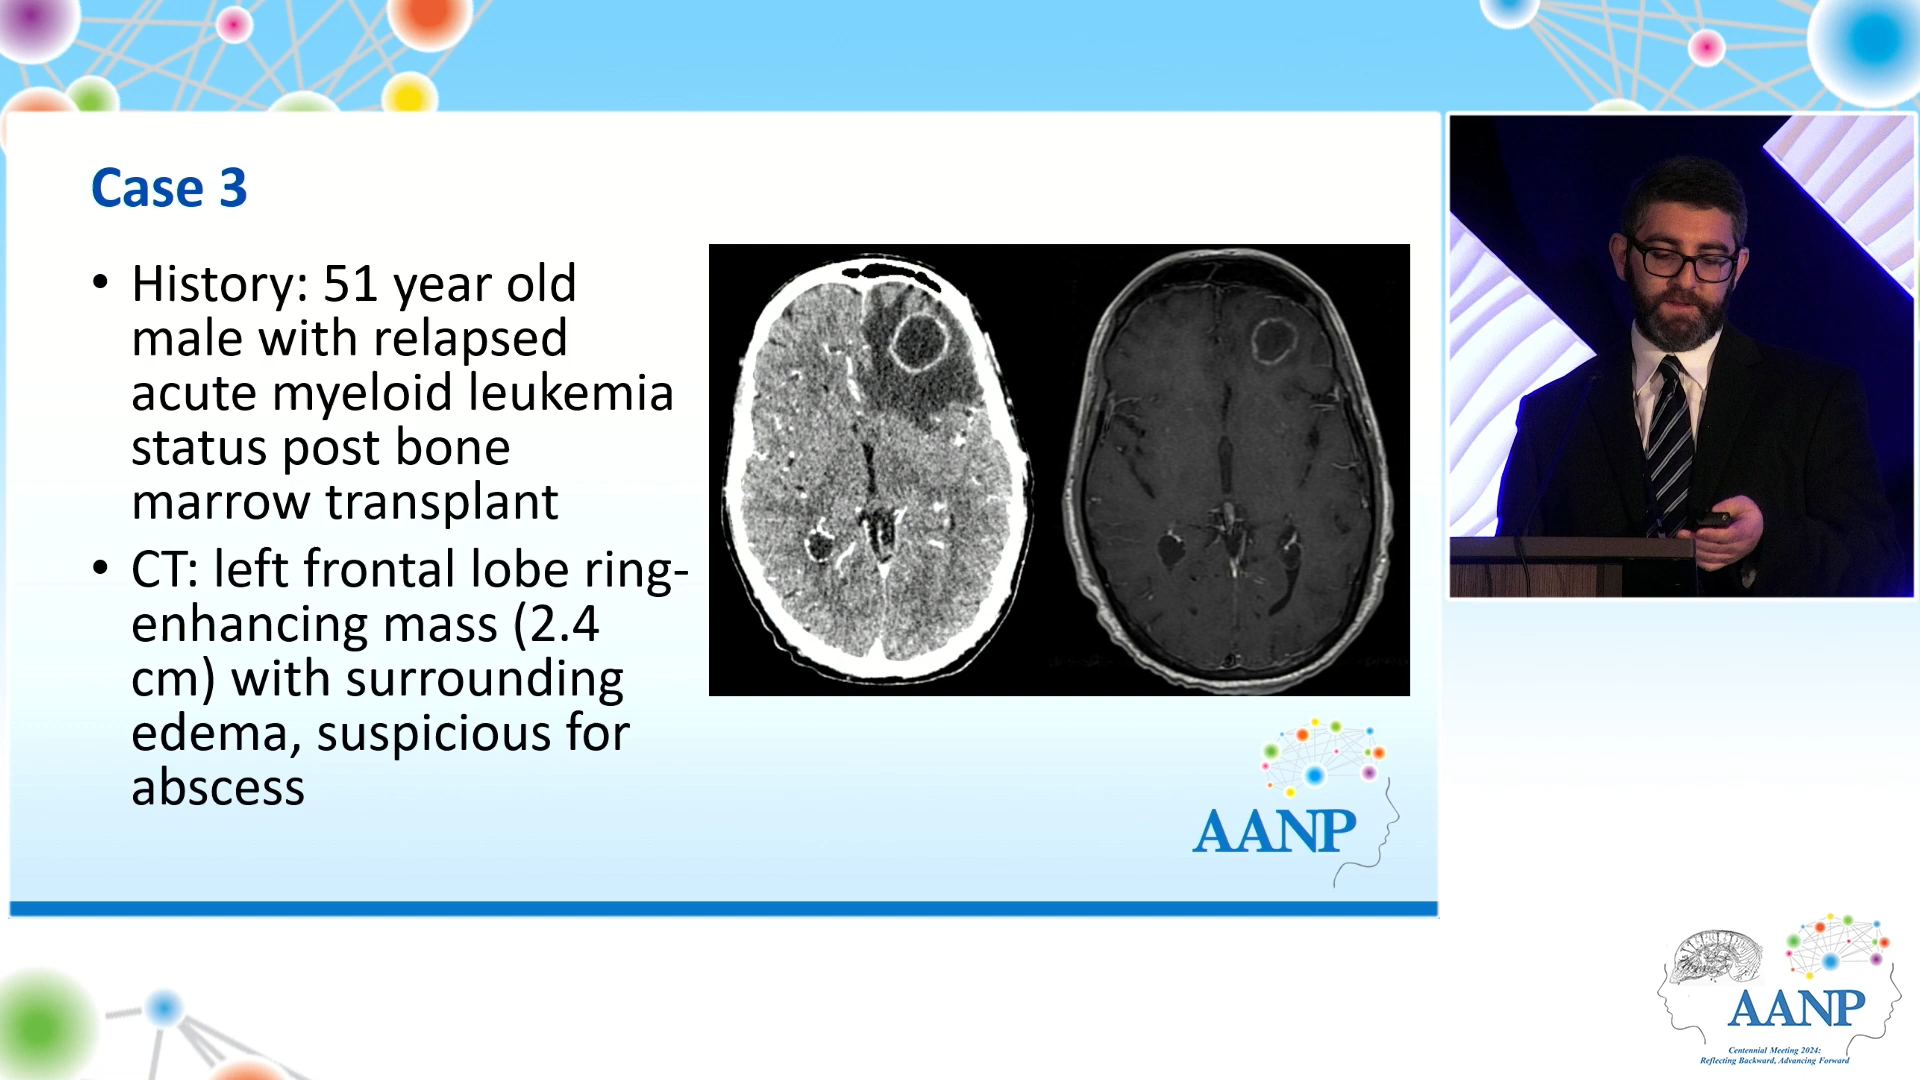 Case 3
• History: 51 year old
male with relapsed
acute myeloid leukemia
status post bone
marrow transplant
• CT: left frontal lobe ring-
enhancing mass (2.4
cm) with surrounding
edema, suspicious for
abscess
AANP
AANP
Centennial Meeting 2024:
Reflecting Backward, Advancing Forward